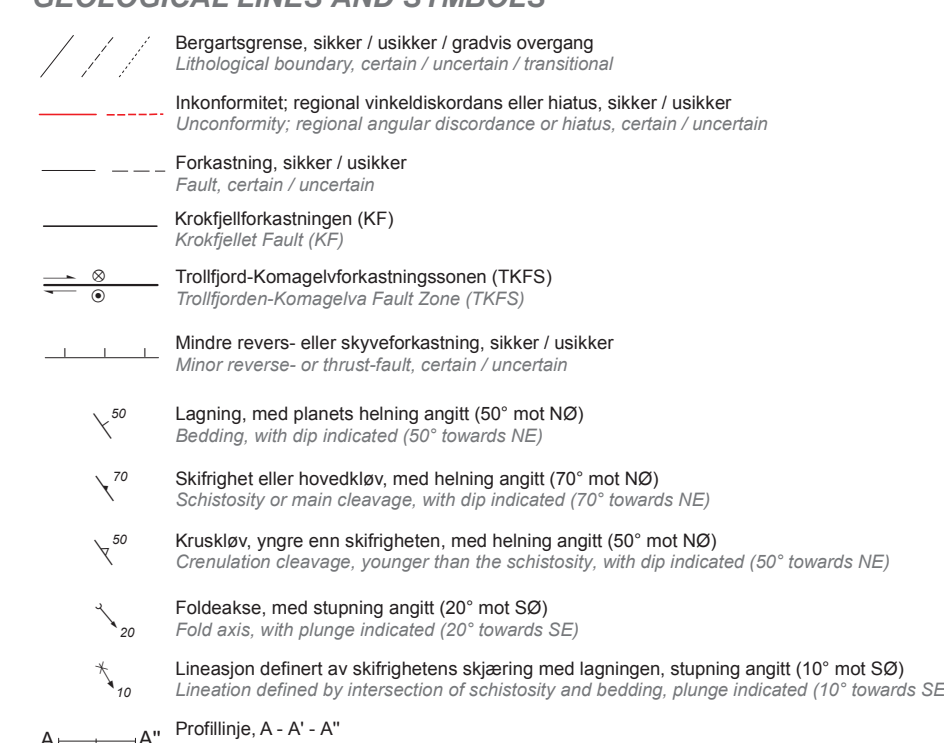 GEOLOGICAL LINES AND SYMBOLS
Bergartsgrense, sikker / usikker / gradvis overgang
Lithological boundary, certain / uncertain / transitional
Inkonformitet; regional vinkeldiskordans eller hiatus, sikker / usikker
Unconformity; regional angular discordance or hiatus, certain / uncertain
Forkastning, sikker / usikker
Fault, certain / uncertain
Krokfjellforkastningen (KF)
Krokfjellet Fault (KF)
Trollfjord-Komagelvforkastningssonen (TKFS)
Trollfjorden-Komagelva Fault Zone (TKFS)
Mindre revers- eller skyveforkastning, sikker / usikker
Minor reverse- or thrust-fault, certain / uncertain
50 Lagning, med planets helning angitt (50° mot NØ)
Bedding, with dip indicated (50° towards NE)
70 Skifrighet eller hovedkløv, med helning angitt (70° mot NØ)
Schistosity or main cleavage, with dip indicated (70° towards NE)
50 Kruskløv, yngre enn skifrigheten, med helning angitt (50° mot NØ)
Crenulation cleavage, younger than the schistosity, with dip indicated (50° towards NE)
Foldeakse, med stupning angitt (20° mot SØ)
20 Fold axis, with plunge indicated (20° towards SE)
Lineasjon definert av skifrighetens skjæring med lagningen, stupning angitt (10° mot SØ)
10 Lineation defined by intersection of schistosity and bedding, plunge indicated (10° towards SE
Profillinje, A - A' - A"
A A"